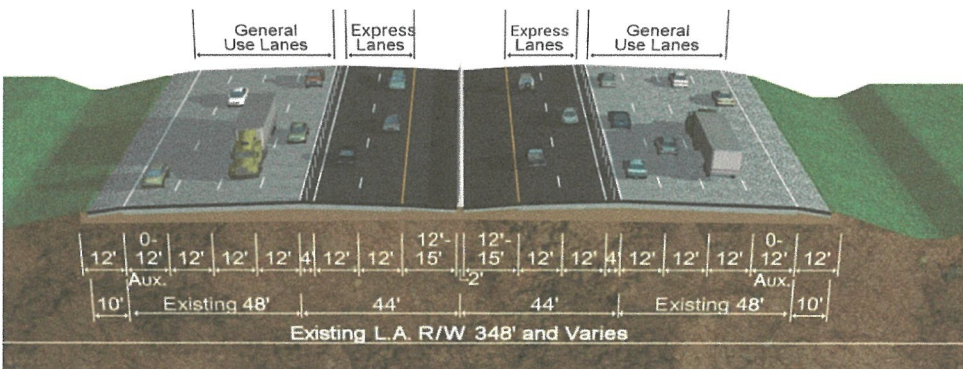 General
Use Lanes
Express
Lanes
Express
Lanes
General
Use Lanes
12' 0-12' Aux. 12' 12' 12' 4' 12' 12' 12'-15' 2' 12'-15' 12' 12' 4' 12' 12' 12' 0-12' Aux. 12'
10' Existing 48' 44' 44' Existing 48' 10'
Existing L.A. R/W 348' and Varies